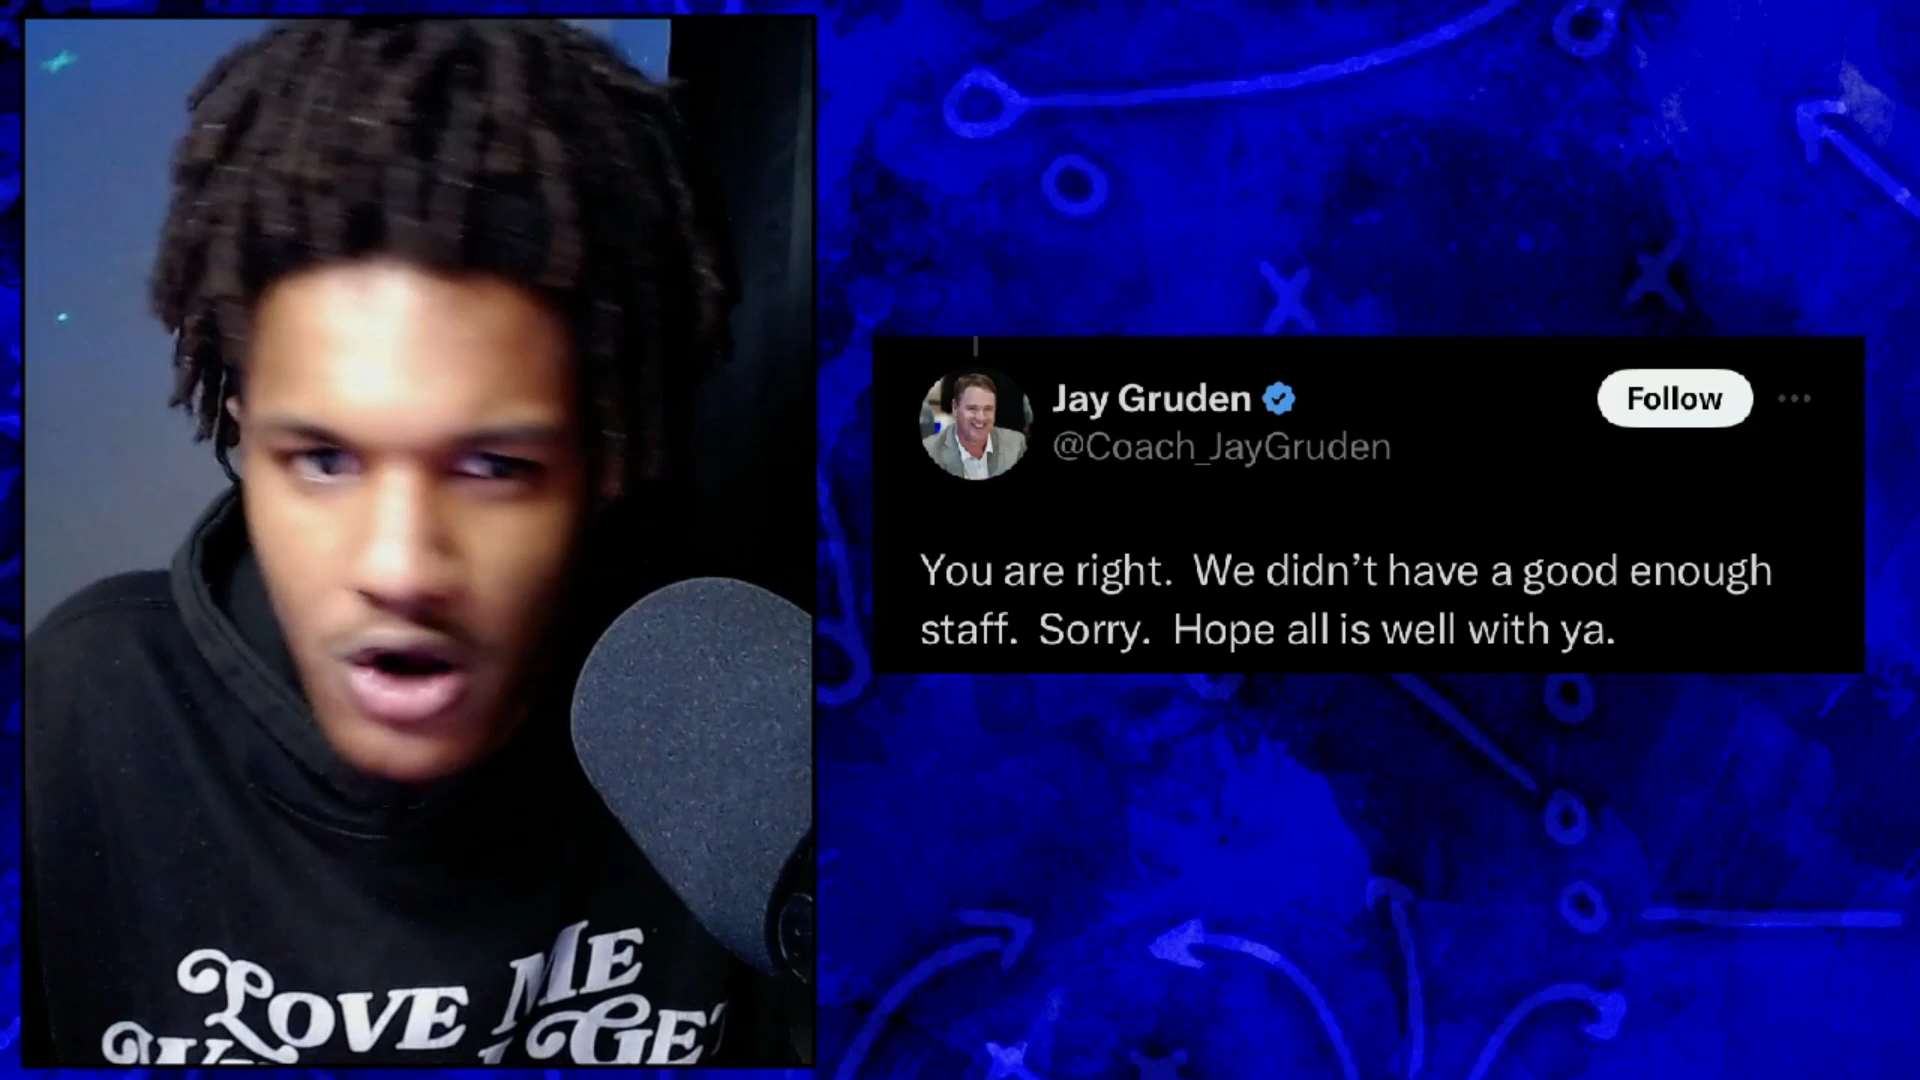 Jay Gruden
@Coach_JayGruden
Follow
You are right.  We didn't have a good enough
staff.  Sorry.  Hope all is well with ya.
LOVE ME